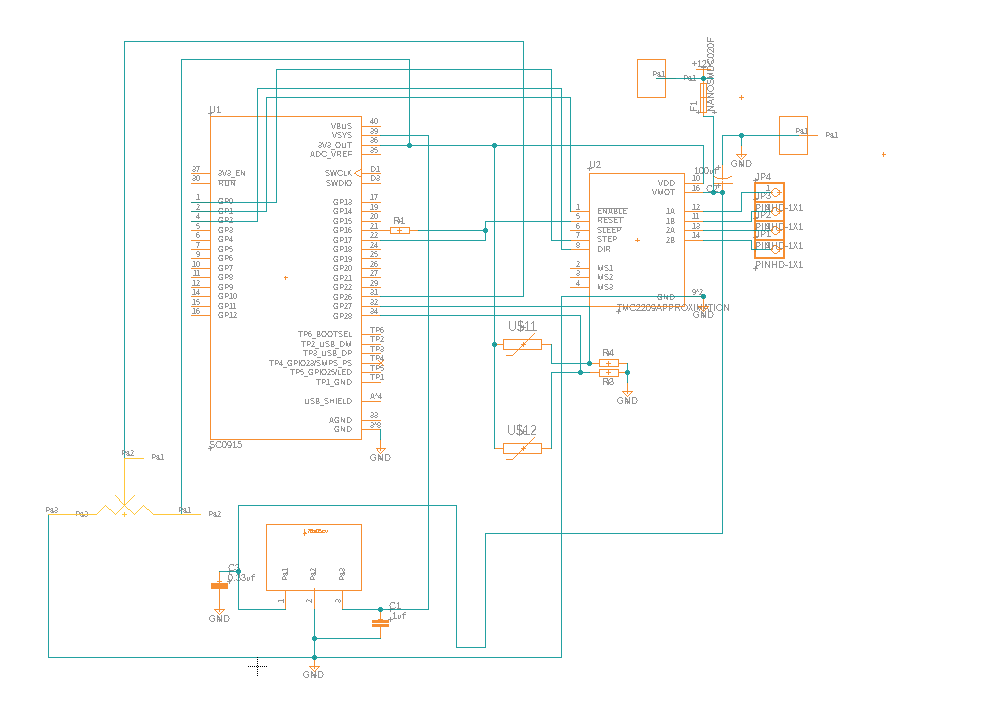 NANOSMDC020F
+12V
Pa1
Pa1
F1
Pa1
Pa1
GND
U1
VBUS 40
VSYS 39
3V3_OUT 36
ADC_VREF 35
37 3V3_EN
30 RUN
SWCLK D1
SWDIO D3
1 GP0
2 GP1
4 GP2
5 GP3
6 GP4
7 GP5
9 GP6
10 GP7
11 GP8
12 GP9
14 GP10
15 GP11
16 GP12
GP13 17
GP14 19
GP15 20
GP16 21
GP17 22
GP18 24
GP19 25
GP20 26
GP21 27
GP22 29
GP26 31
GP27 32
GP28 34
TP6_BOOTSEL TP6
TP2_USB_DM TP2
TP3_USB_DP TP3
TP4_GPIO23/SMPS_PS TP4
TP5_GPIO25/LED TP5
TP1_GND TP1
USB_SHIELD A*4
AGND 33
GND 3*8
SC0915
GND
R1
U2
100uf
VDD 10
VMOT 16
1 ENABLE
5 RESET
6 SLEEP
7 STEP
8 DIR
2 MS1
3 MS2
4 MS3
1A 12
1B 11
2A 13
2B 14
GND 9*2
TMC2209APPROXIMATION
GND
JP4
JP3
PINHD-1X1
JP2
PINHD-1X1
JP1
PINHD-1X1
PINHD-1X1
U$11
R4
R3
GND
U$12
Pa2
Pa1
Pa3
Pa3
Pa1
Pa2
Pa1
Pa2
Pa3
1
2
3
0.33uf
GND
C1
.1uf
GND